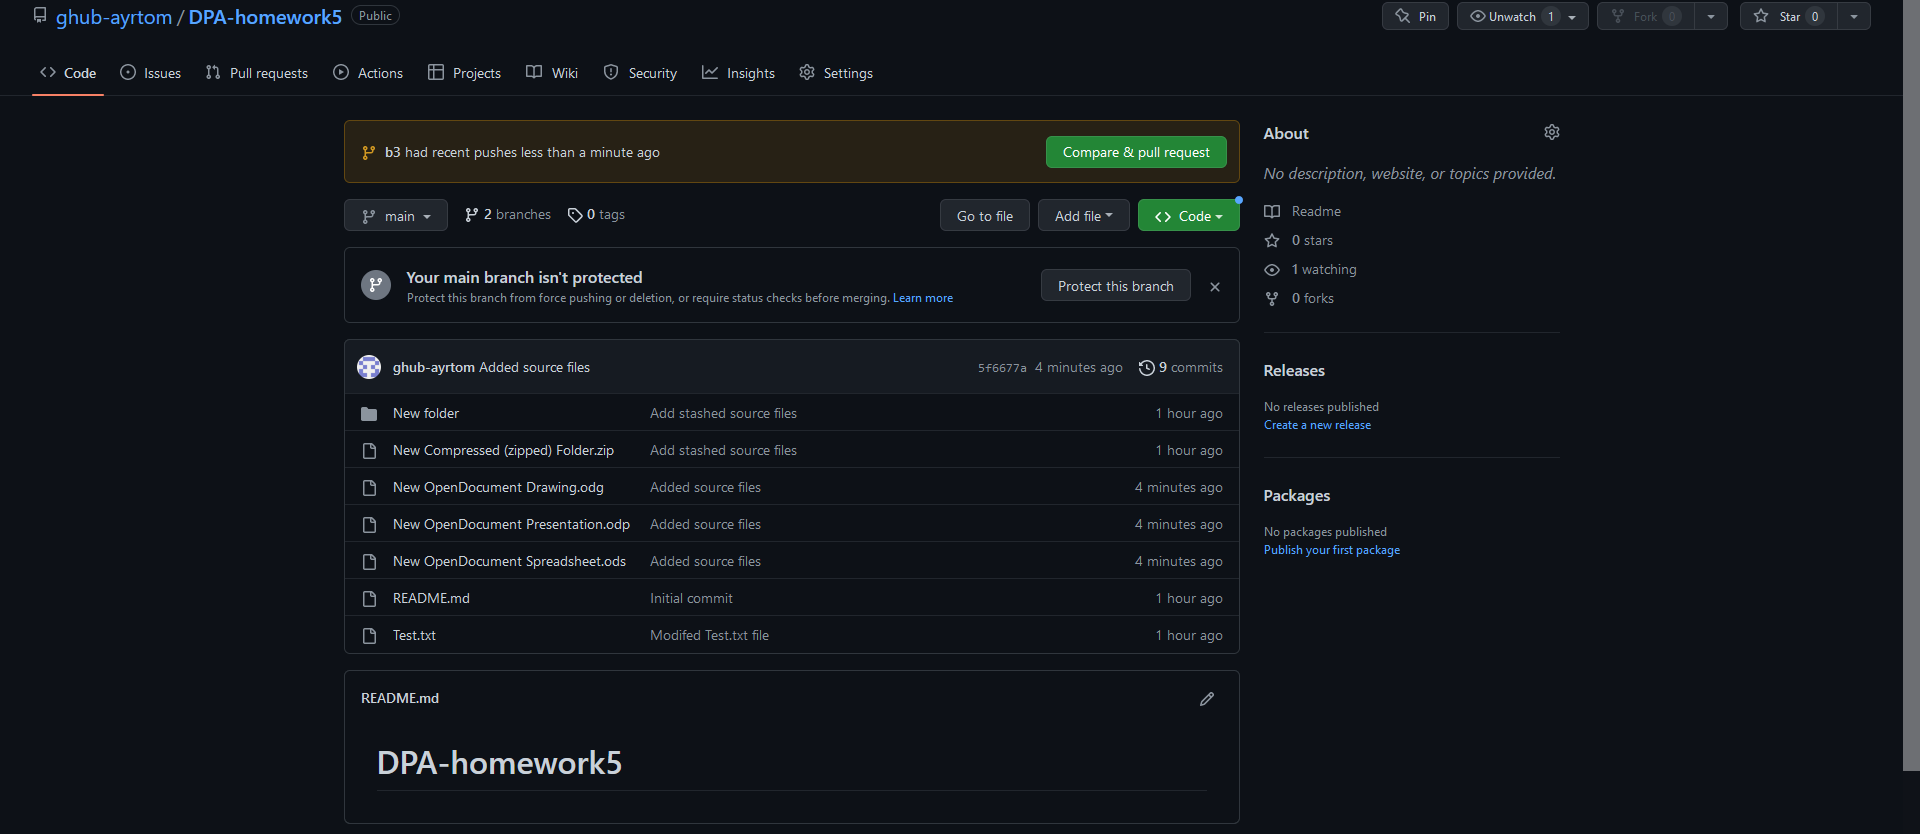 ghub-ayrtom / DPA-homework5 Public
Pin Unwatch 1 Fork 0 Star 0
Code Issues Pull requests Actions Projects Wiki Security Insights Settings
b3 had recent pushes less than a minute ago Compare & pull request
main 2 branches 0 tags Go to file Add file Code
Your main branch isn't protected
Protect this branch from force pushing or deletion, or require status checks before merging. Learn more
Protect this branch
ghub-ayrtom Added source files 5f6677a 4 minutes ago 9 commits
New folder Add stashed source files 1 hour ago
New Compressed (zipped) Folder.zip Add stashed source files 1 hour ago
New OpenDocument Drawing.odg Added source files 4 minutes ago
New OpenDocument Presentation.odp Added source files 4 minutes ago
New OpenDocument Spreadsheet.ods Added source files 4 minutes ago
README.md Initial commit 1 hour ago
Test.txt Modifed Test.txt file 1 hour ago
README.md
DPA-homework5
About
No description, website, or topics provided.
Readme
0 stars
1 watching
0 forks
Releases
No releases published
Create a new release
Packages
No packages published
Publish your first package